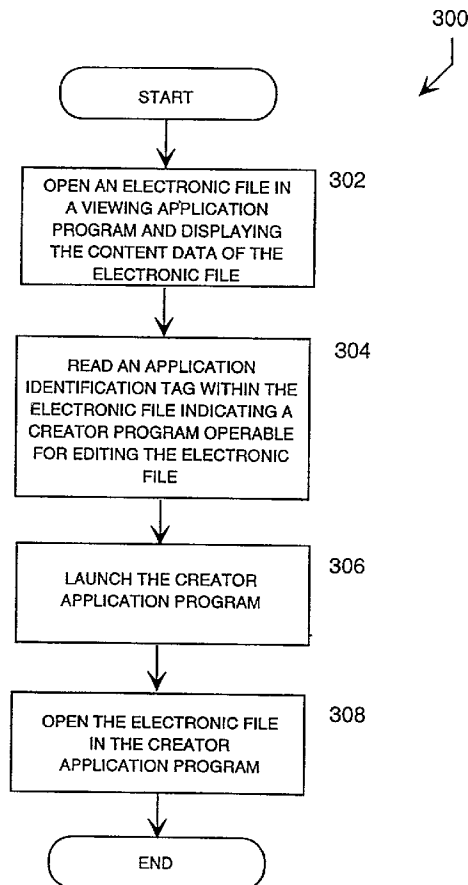 300
START
302
OPEN AN ELECTRONIC FILE IN
A VIEWING APPLICATION
PROGRAM AND DISPLAYING
THE CONTENT DATA OF THE
ELECTRONIC FILE
304
READ AN APPLICATION
IDENTIFICATION TAG WITHIN THE
ELECTRONIC FILE INDICATING A
CREATOR PROGRAM OPERABLE
FOR EDITING THE ELECTRONIC
FILE
306
LAUNCH THE CREATOR
APPLICATION PROGRAM
308
OPEN THE ELECTRONIC FILE
IN THE CREATOR
APPLICATION PROGRAM
END